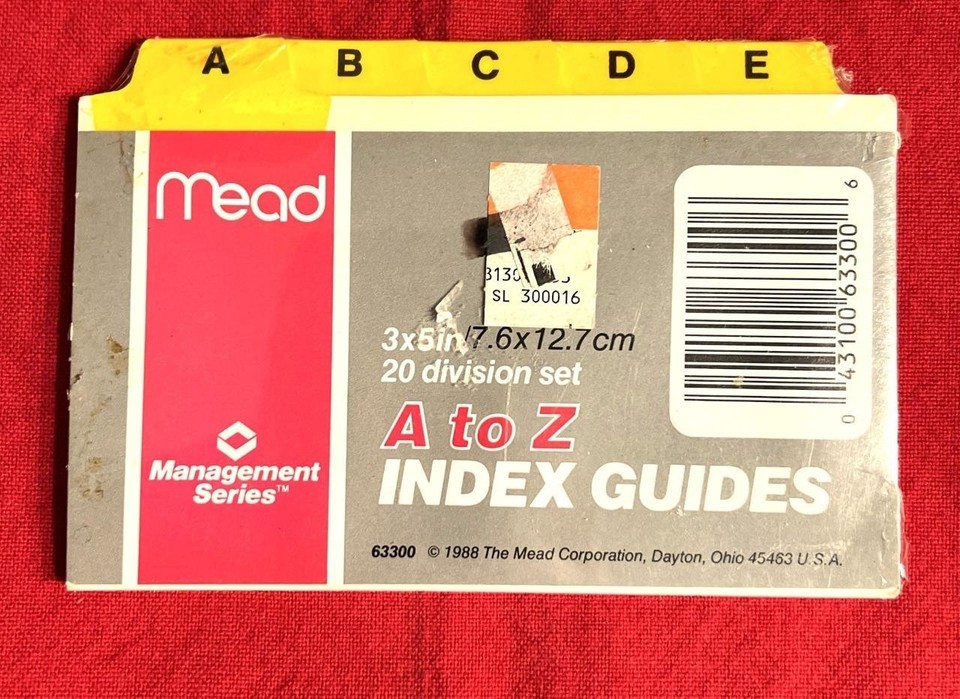 A B C D E
mead
SL 300016
3x5in/7.6x12.7cm
20 division set
A to Z
INDEX GUIDES
Management
Series™
63300 © 1988 The Mead Corporation, Dayton, Ohio 45463 U.S.A.
0 43100 63300 6